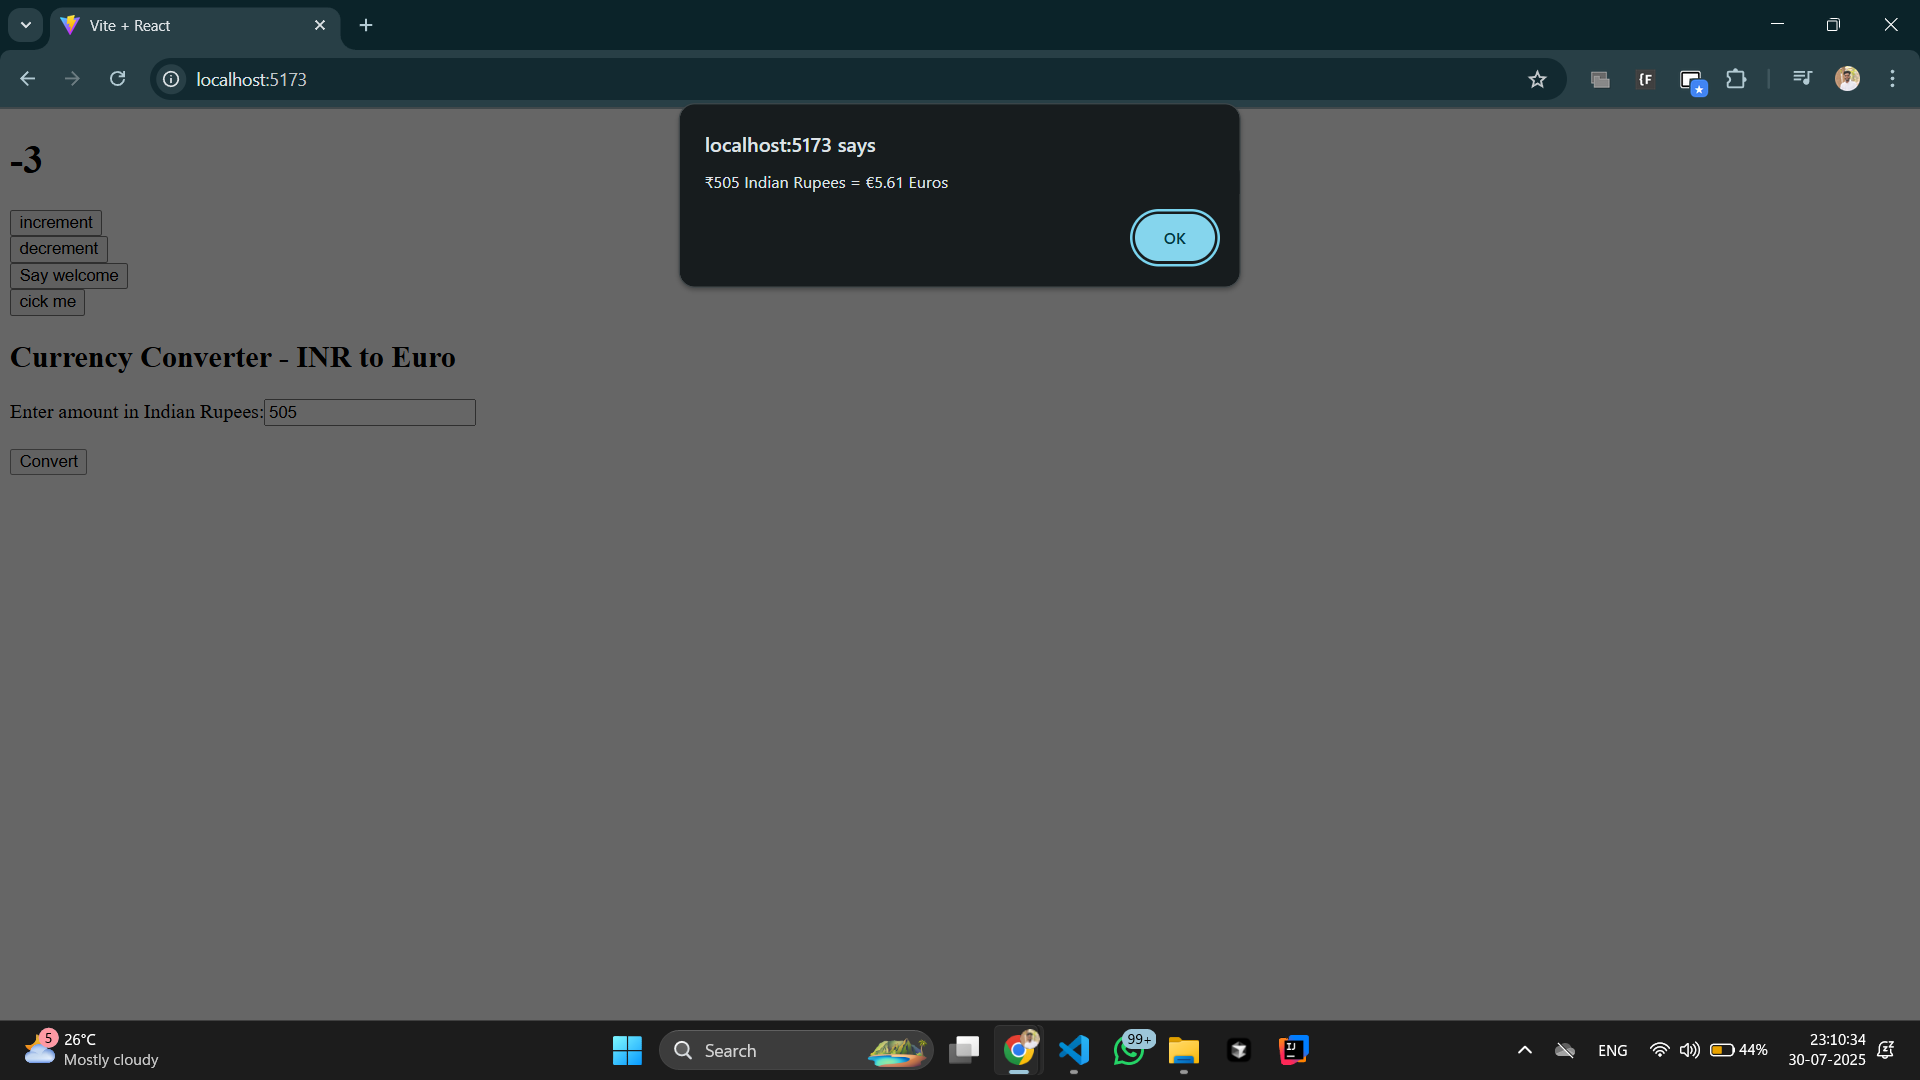 Vite + React
localhost:5173
{F
localhost:5173 says
₹505 Indian Rupees = €5.61 Euros
OK
-3
increment
decrement
Say welcome
cick me
Currency Converter - INR to Euro
Enter amount in Indian Rupees: 505
Convert
5
26°C
Mostly cloudy
Search
99+
IJ
ENG
44%
23:10:34
30-07-2025